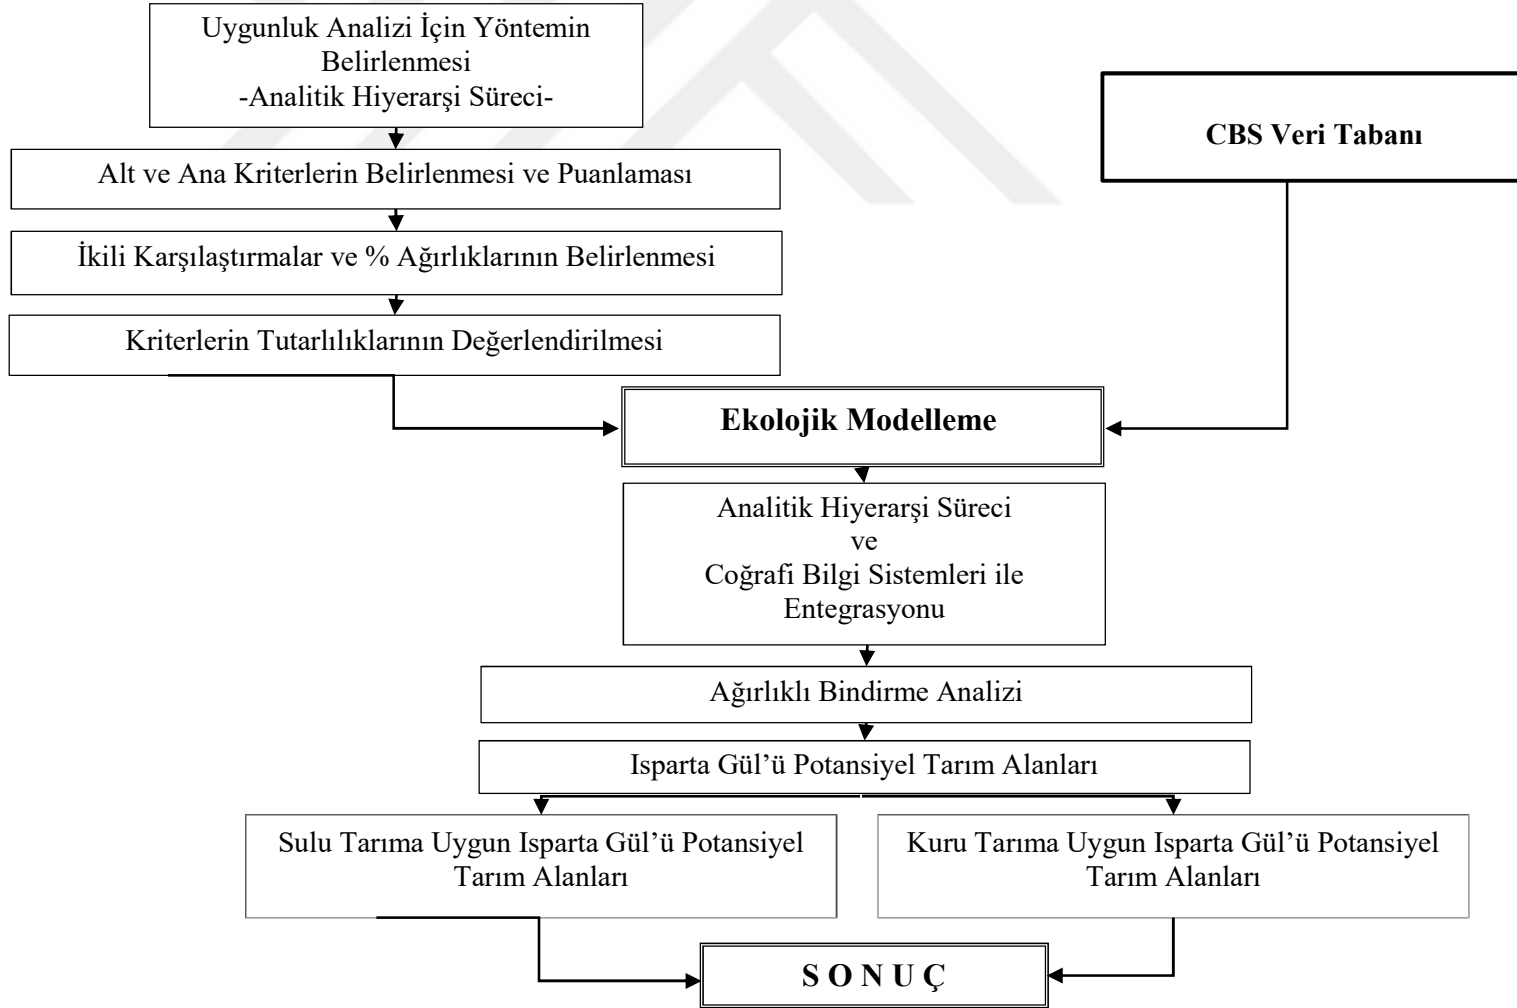 Uygunluk Analizi İçin Yöntemin
Belirlenmesi
-Analitik Hiyerarşi Süreci-
CBS Veri Tabanı
Alt ve Ana Kriterlerin Belirlenmesi ve Puanlaması
İkili Karşılaştırmalar ve % Ağırlıklarının Belirlenmesi
Kriterlerin Tutarlılıklarının Değerlendirilmesi
Ekolojik Modelleme
Analitik Hiyerarşi Süreci
ve
Coğrafi Bilgi Sistemleri ile
Entegrasyonu
Ağırlıklı Bindirme Analizi
Isparta Gül’ü Potansiyel Tarım Alanları
Sulu Tarıma Uygun Isparta Gül’ü Potansiyel
Tarım Alanları
Kuru Tarıma Uygun Isparta Gül’ü Potansiyel
Tarım Alanları
S O N U Ç